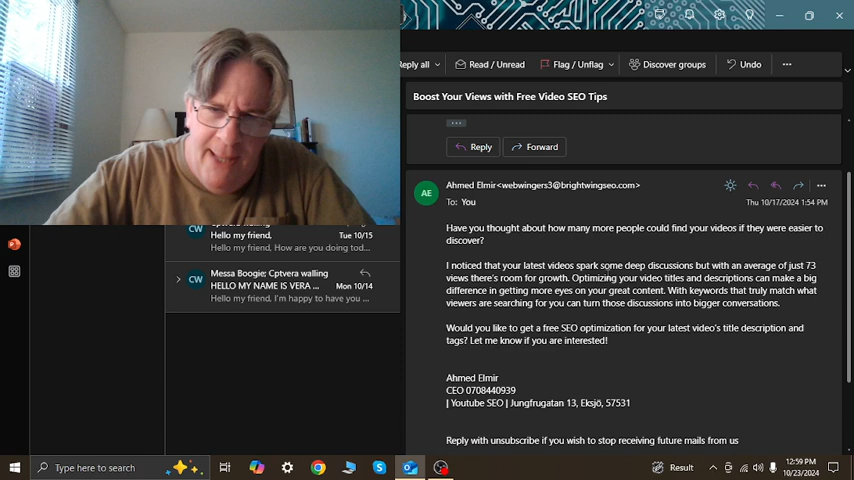 Reply all
Read / Unread
Flag / Unflag
Discover groups
Undo
Boost Your Views with Free Video SEO Tips
Reply
Forward
AE
Ahmed Elmir<webwingers3@brightwingseo.com>
To: You
Thu 10/17/2024 1:54 PM
Have you thought about how many more people could find your videos if they were easier to
discover?
I noticed that your latest videos spark some deep discussions but with an average of just 73
views there's room for growth. Optimizing your video titles and descriptions can make a big
difference in getting more eyes on your great content. With keywords that truly match what
viewers are searching for you can turn those discussions into bigger conversations.
Would you like to get a free SEO optimization for your latest video's title description and
tags? Let me know if you are interested!
Ahmed Elmir
CEO 0708440939
| Youtube SEO | Jungfrugatan 13, Eksjö, 57531
Reply with unsubscribe if you wish to stop receiving future mails from us
CW
Cptvera walling
Hello my friend,
Tue 10/15
Hello my friend, How are you doing tod...
CW
Messa Boogie; Cptvera walling
HELLO MY NAME IS VERA ...
Mon 10/14
Hello my friend, I'm happy to have you ...
Type here to search
Result
12:59 PM
10/23/2024